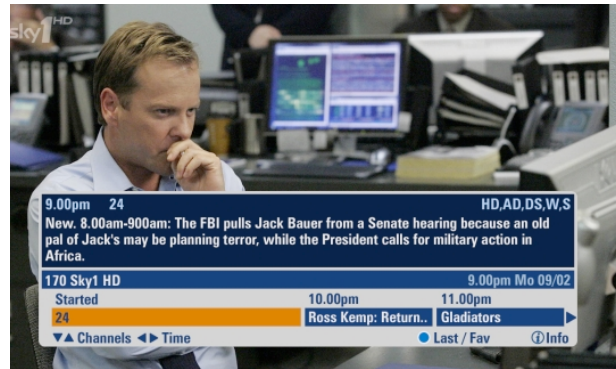 sky1 HD
9.00pm 24 HD,AD,DS,W,S
New. 8.00am-900am: The FBI pulls Jack Bauer from a Senate hearing because an old
pal of Jack's may be planning terror, while the President calls for military action in
Africa.
170 Sky1 HD 9.00pm Mo 09/02
Started 10.00pm 11.00pm
24 Ross Kemp: Return.. Gladiators
▼▲ Channels ◀▶ Time Last / Fav ⓘ Info